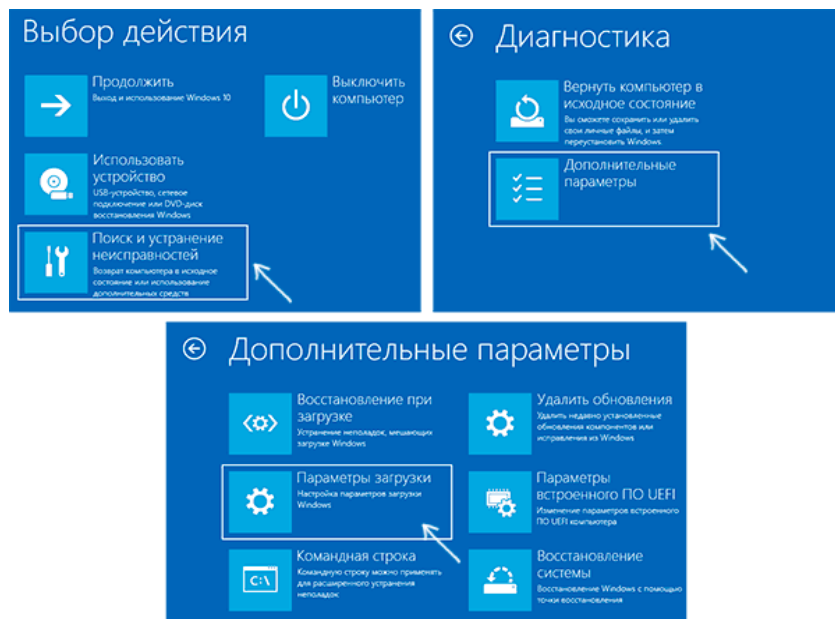 Выбор действия
Продолжить
Выход и использование Windows 10
Выключить
компьютер
Использовать
устройство
USB-устройство, сетевое
подключение или DVD-диск
восстановления Windows
Поиск и устранение
неисправностей
Возврат компьютера в исходное
состояние или использование
дополнительных средств
Диагностика
Вернуть компьютер в
исходное состояние
Вы сможете сохранить или удалить
свои личные файлы, и затем
переустановить Windows.
Дополнительные
параметры
Дополнительные параметры
Восстановление при
загрузке
Устранение неполадок, мешающих
загрузке Windows
Удалить обновления
Удалить недавно установленные
обновления компонентов или
исправления из Windows
Параметры загрузки
Настройка параметров загрузки
Windows
Параметры
встроенного ПО UEFI
Изменение параметров встроенного
ПО UEFI компьютера
C:\
Командная строка
Командную строку можно применять
для расширенного устранения
неполадок
Восстановление
системы
Восстановление Windows с помощью
точки восстановления